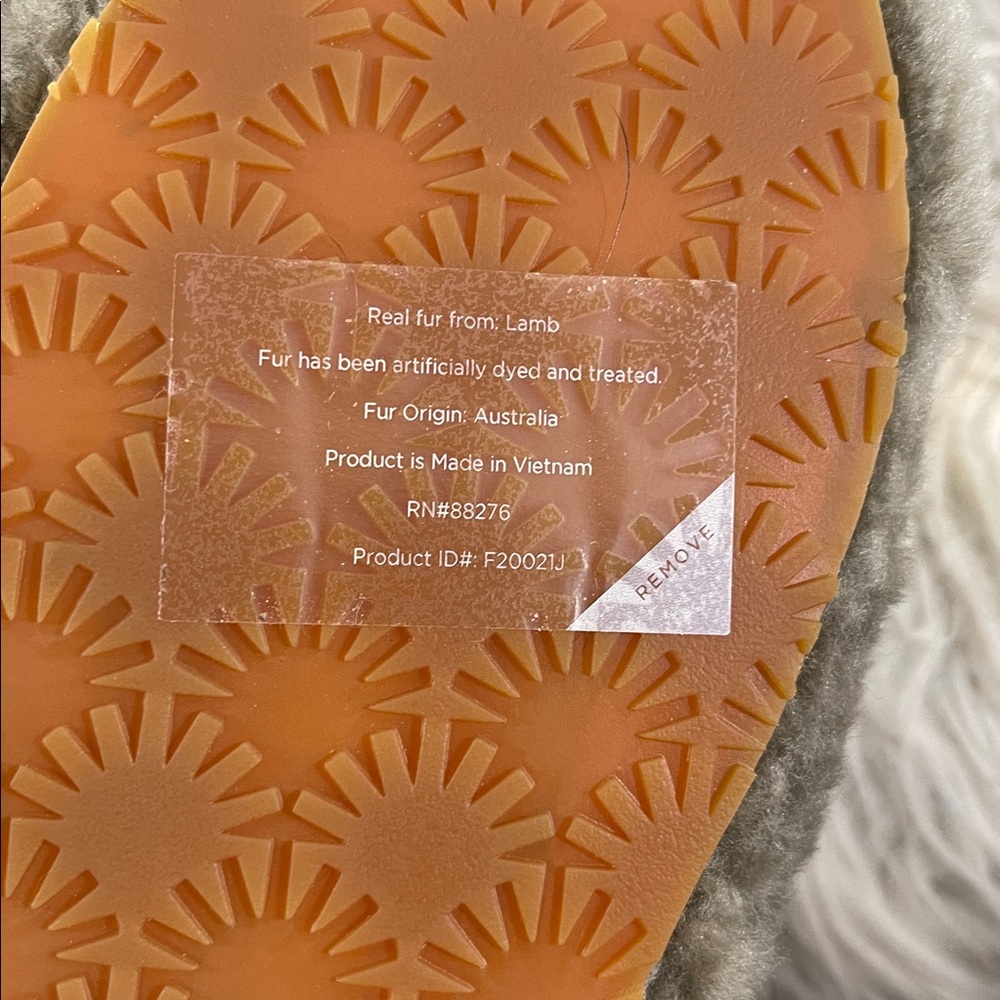 Real fur from: Lamb
Fur has been artificially dyed and treated.
Fur Origin: Australia
Product is Made in Vietnam
RN#88276
Product ID#: F20021J
REMOVE